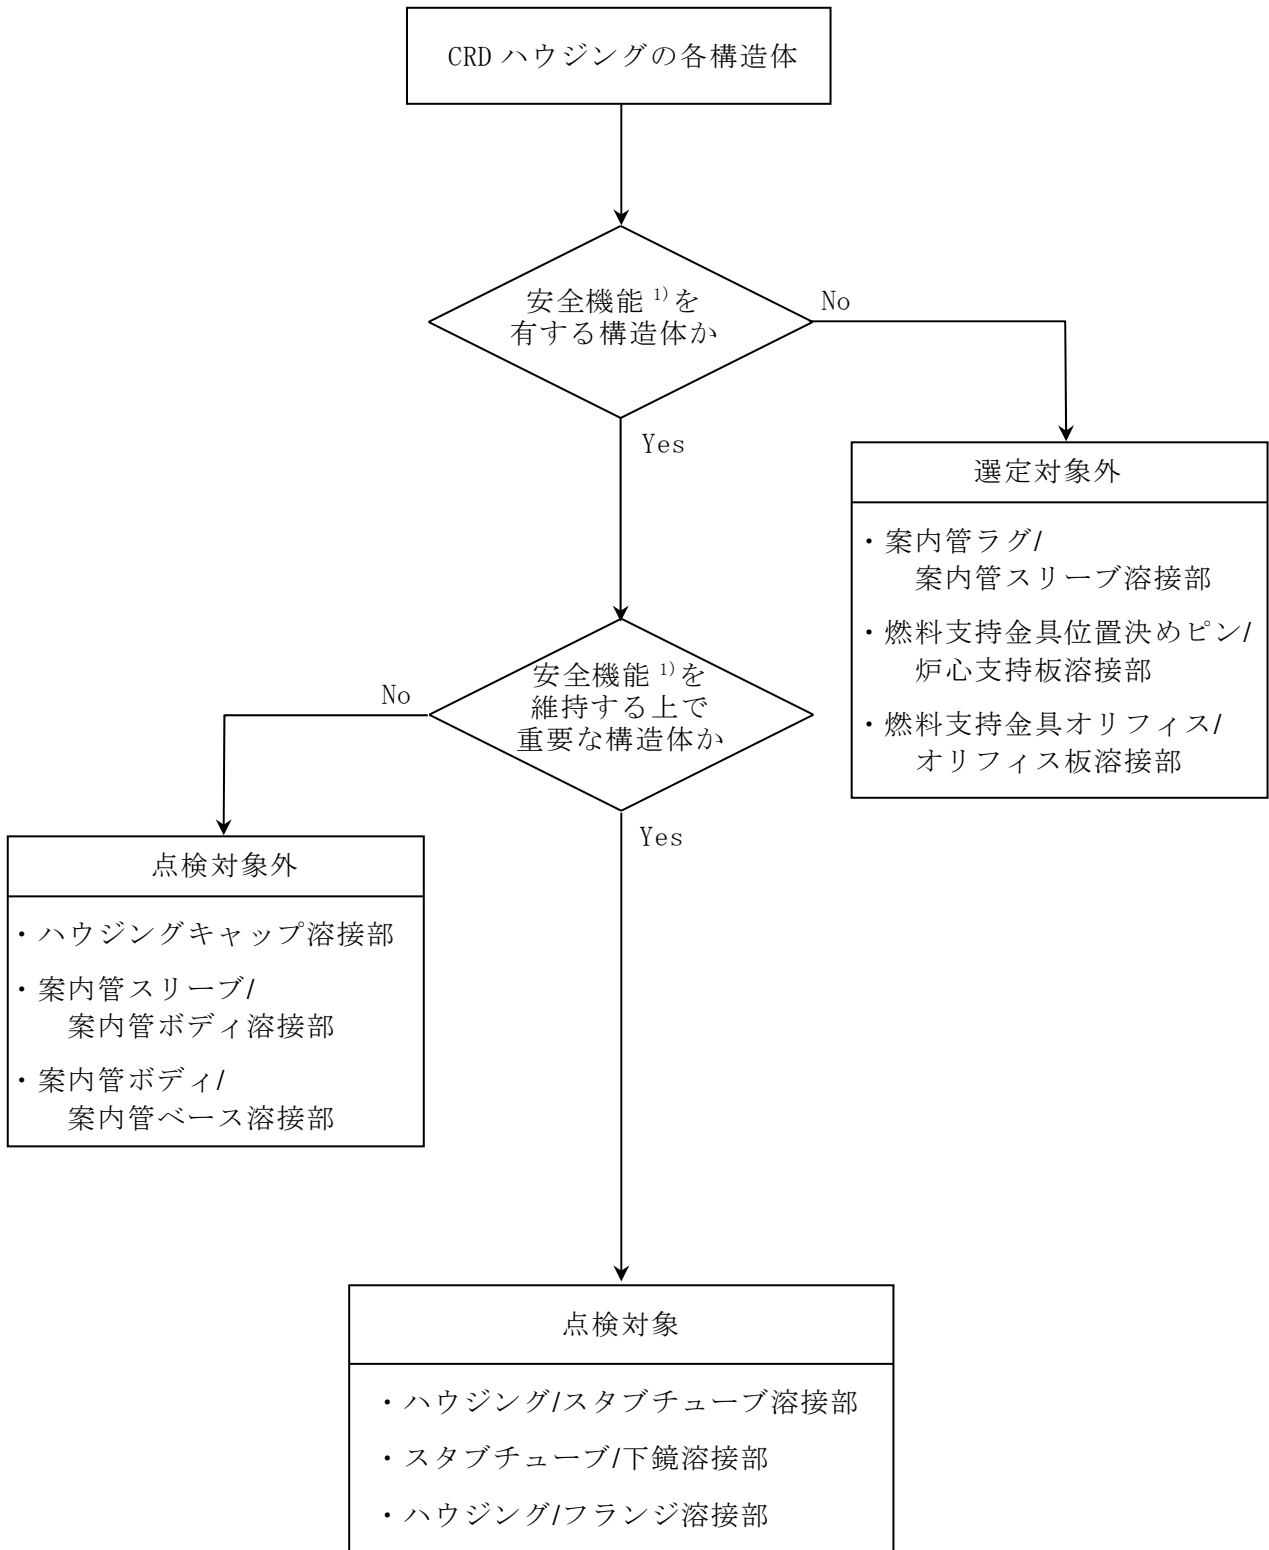 CRD ハウジングの各構造体
安全機能 1)を
有する構造体か
No
Yes
選定対象外
・案内管ラグ/
案内管スリーブ溶接部
・燃料支持金具位置決めピン/
炉心支持板溶接部
・燃料支持金具オリフィス/
オリフィス板溶接部
安全機能 1)を
維持する上で
重要な構造体か
No
Yes
点検対象外
・ハウジングキャップ溶接部
・案内管スリーブ/
案内管ボディ溶接部
・案内管ボディ/
案内管ベース溶接部
点検対象
・ハウジング/スタブチューブ溶接部
・スタブチューブ/下鏡溶接部
・ハウジング/フランジ溶接部